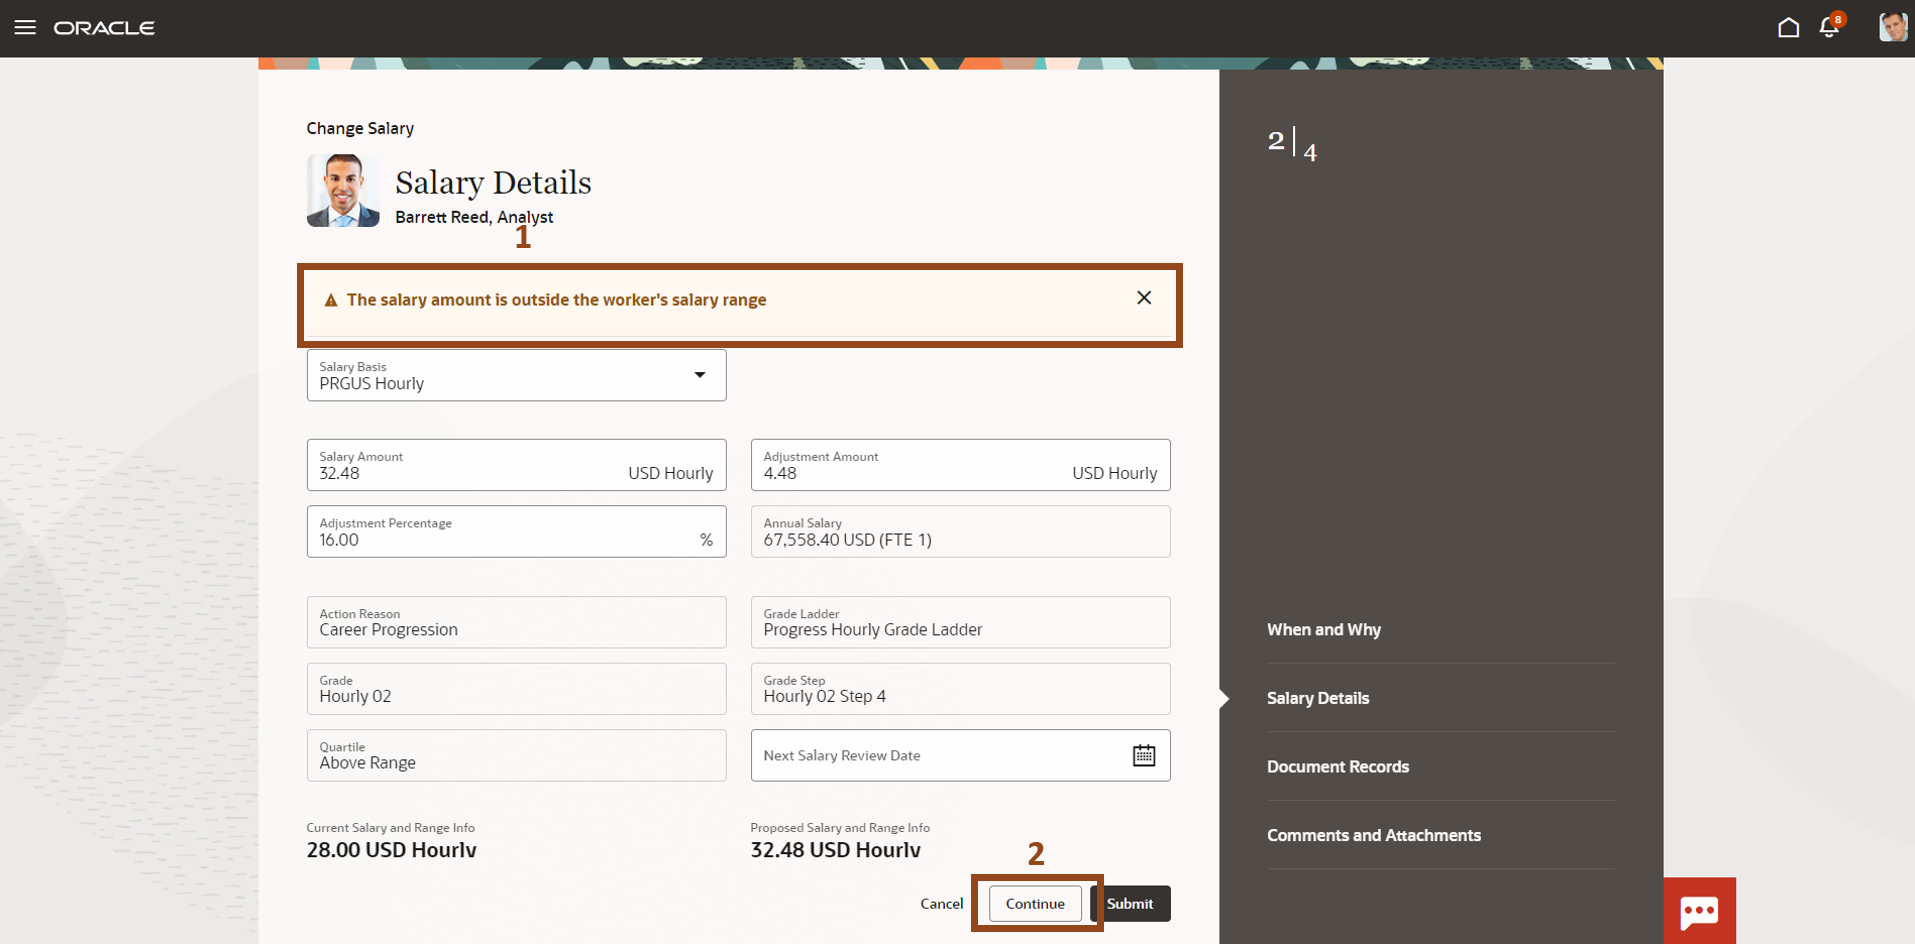 ORACLE
8
Change Salary
Salary Details
Barrett Reed, Analyst
1
The salary amount is outside the worker's salary range
Salary Basis
PRGUS Hourly
Salary Amount
32.48 USD Hourly
Adjustment Amount
4.48 USD Hourly
Adjustment Percentage
16.00 %
Annual Salary
67,558.40 USD (FTE 1)
Action Reason
Career Progression
Grade Ladder
Progress Hourly Grade Ladder
Grade
Hourly 02
Grade Step
Hourly 02 Step 4
Quartile
Above Range
Next Salary Review Date
Current Salary and Range Info
28.00 USD Hourly
Proposed Salary and Range Info
32.48 USD Hourly
2
Cancel
Continue
Submit
2 | 4
When and Why
Salary Details
Document Records
Comments and Attachments